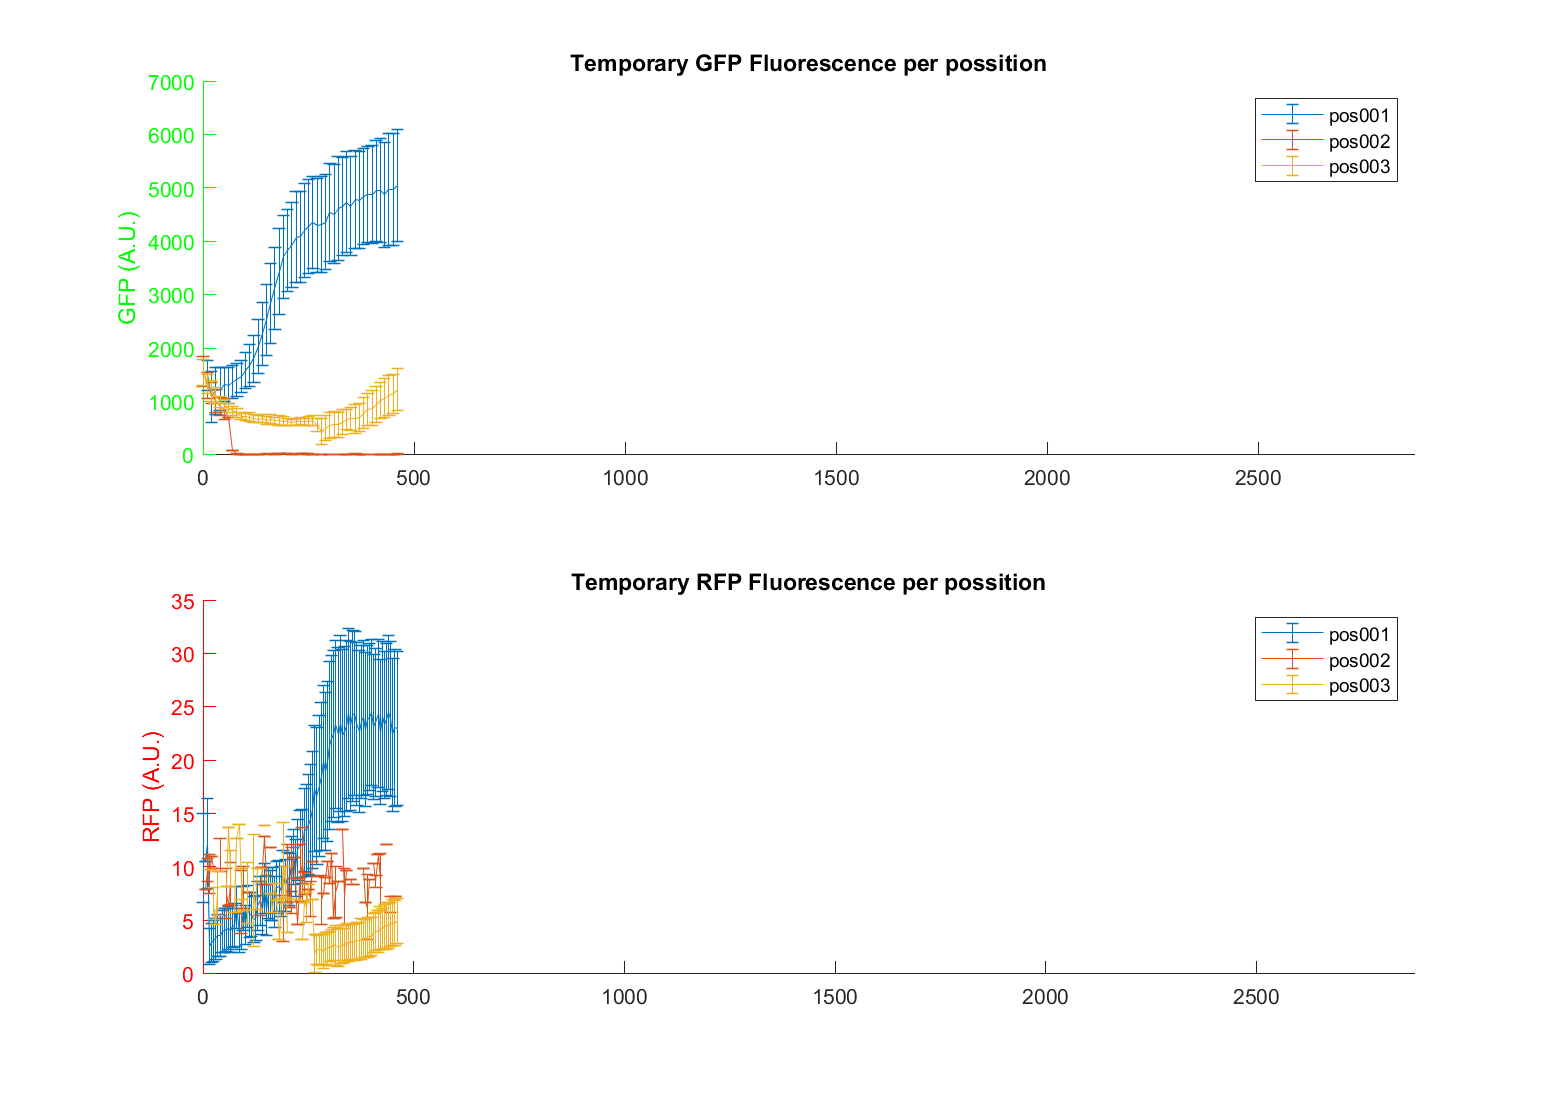 Temporary GFP Fluorescence per possition
7000
6000
5000
4000
3000
2000
1000
0
GFP (A.U.)
0 500 1000 1500 2000 2500
pos001
pos002
pos003
Temporary RFP Fluorescence per possition
35
30
25
20
15
10
5
0
RFP (A.U.)
0 500 1000 1500 2000 2500
pos001
pos002
pos003